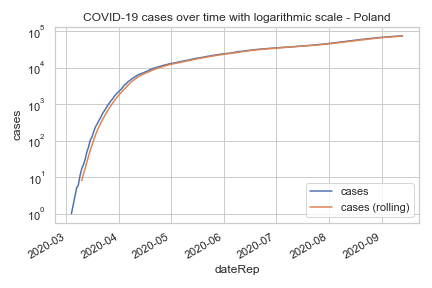 COVID-19 cases over time with logarithmic scale - Poland
10^5
10^4
10^3
10^2
10^1
10^0
cases
2020-03
2020-04
2020-05
2020-06
2020-07
2020-08
2020-09
dateRep
cases
cases (rolling)